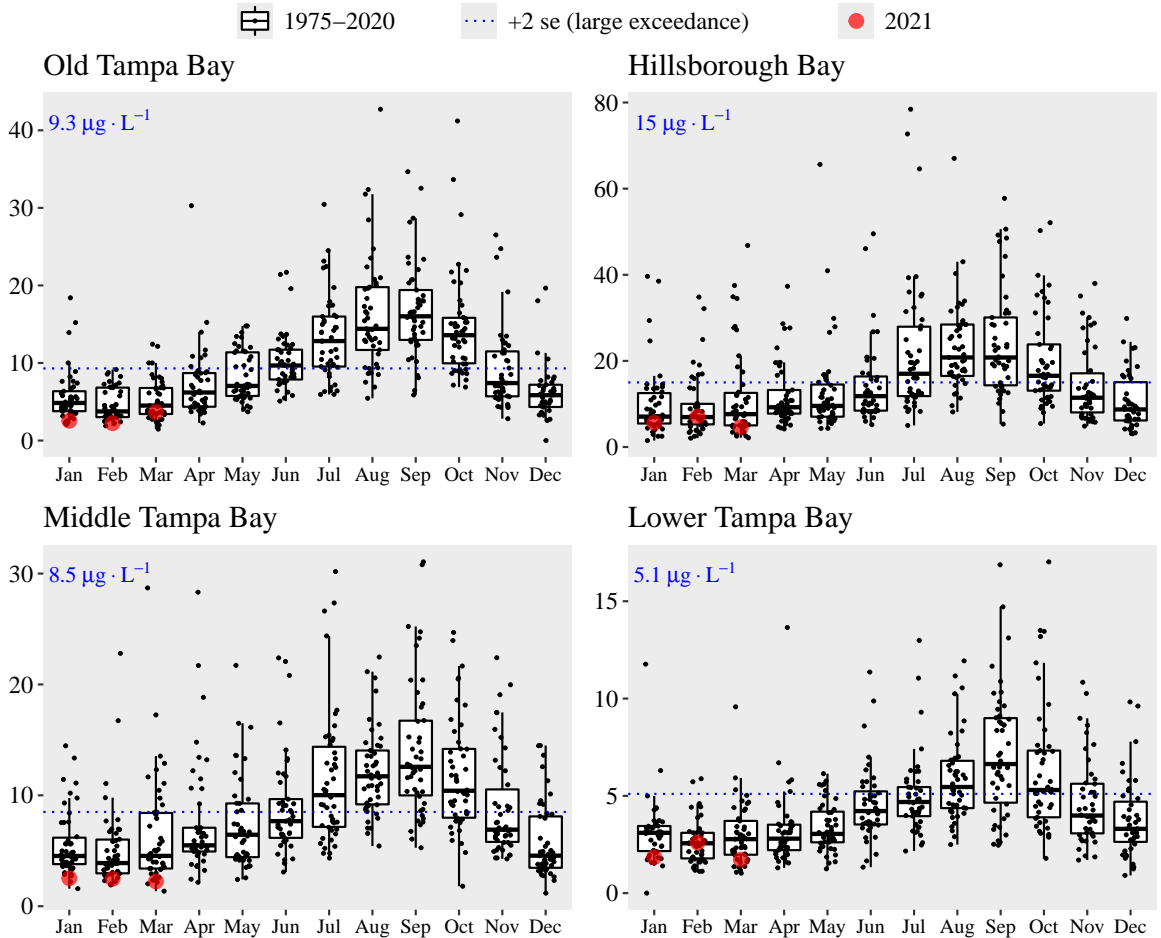 1975−2020 +2 se (large exceedance) 2021
Old Tampa Bay
9.3 μg · L⁻¹
40
30
20
10
0
Jan Feb Mar Apr May Jun Jul Aug Sep Oct Nov Dec
Hillsborough Bay
15 μg · L⁻¹
80
60
40
20
0
Jan Feb Mar Apr May Jun Jul Aug Sep Oct Nov Dec
Middle Tampa Bay
8.5 μg · L⁻¹
30
20
10
0
Jan Feb Mar Apr May Jun Jul Aug Sep Oct Nov Dec
Lower Tampa Bay
5.1 μg · L⁻¹
15
10
5
0
Jan Feb Mar Apr May Jun Jul Aug Sep Oct Nov Dec